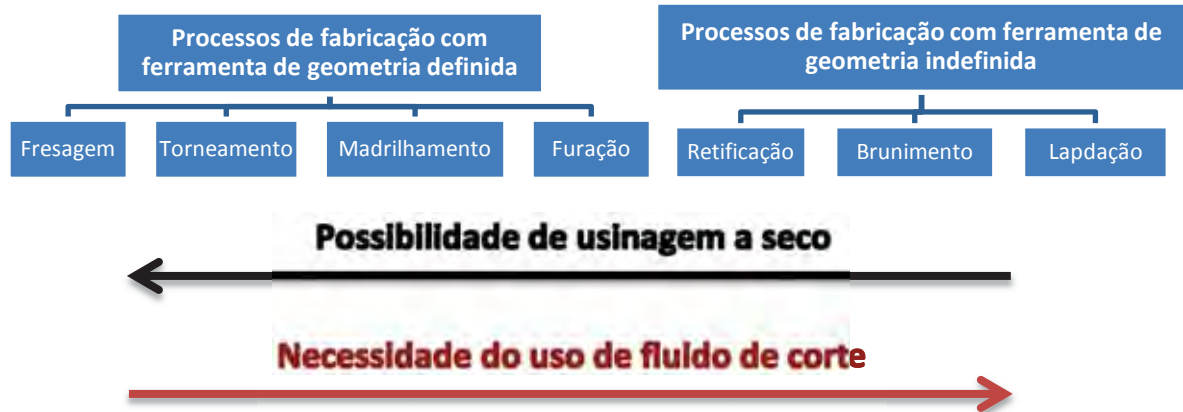 Processos de fabricação com
ferramenta de geometria definida
Processos de fabricação com ferramenta de
geometria indefinida
Fresagem
Torneamento
Madrilhamento
Furação
Retificação
Brunimento
Lapdação
Possibilidade de usinagem a seco
Necessidade do uso de fluido de corte